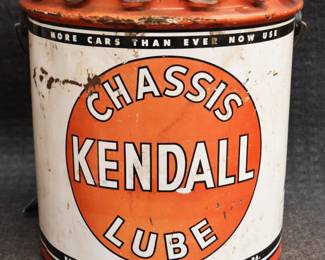 MORE CARS THAN EVER NOW USE
CHASSIS
KENDALL
LUBE